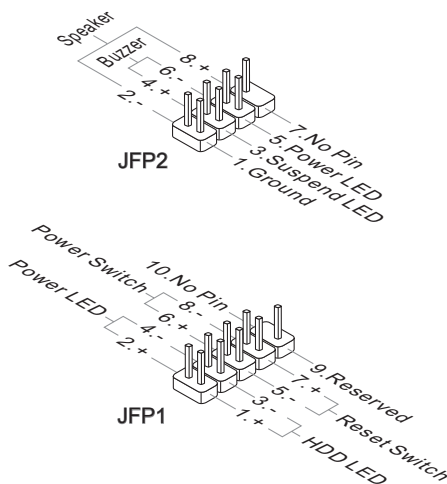 Speaker
Buzzer
8.+
6.-
4.+
2.-
7.No Pin
5.Power LED
3.Suspend LED
1.Ground
JFP2
Power Switch
Power LED
10.No Pin
8.-
6.+
4.-
2.+
9.Reserved
7.+
5.-
3.-
1.+
Reset Switch
HDD LED
JFP1